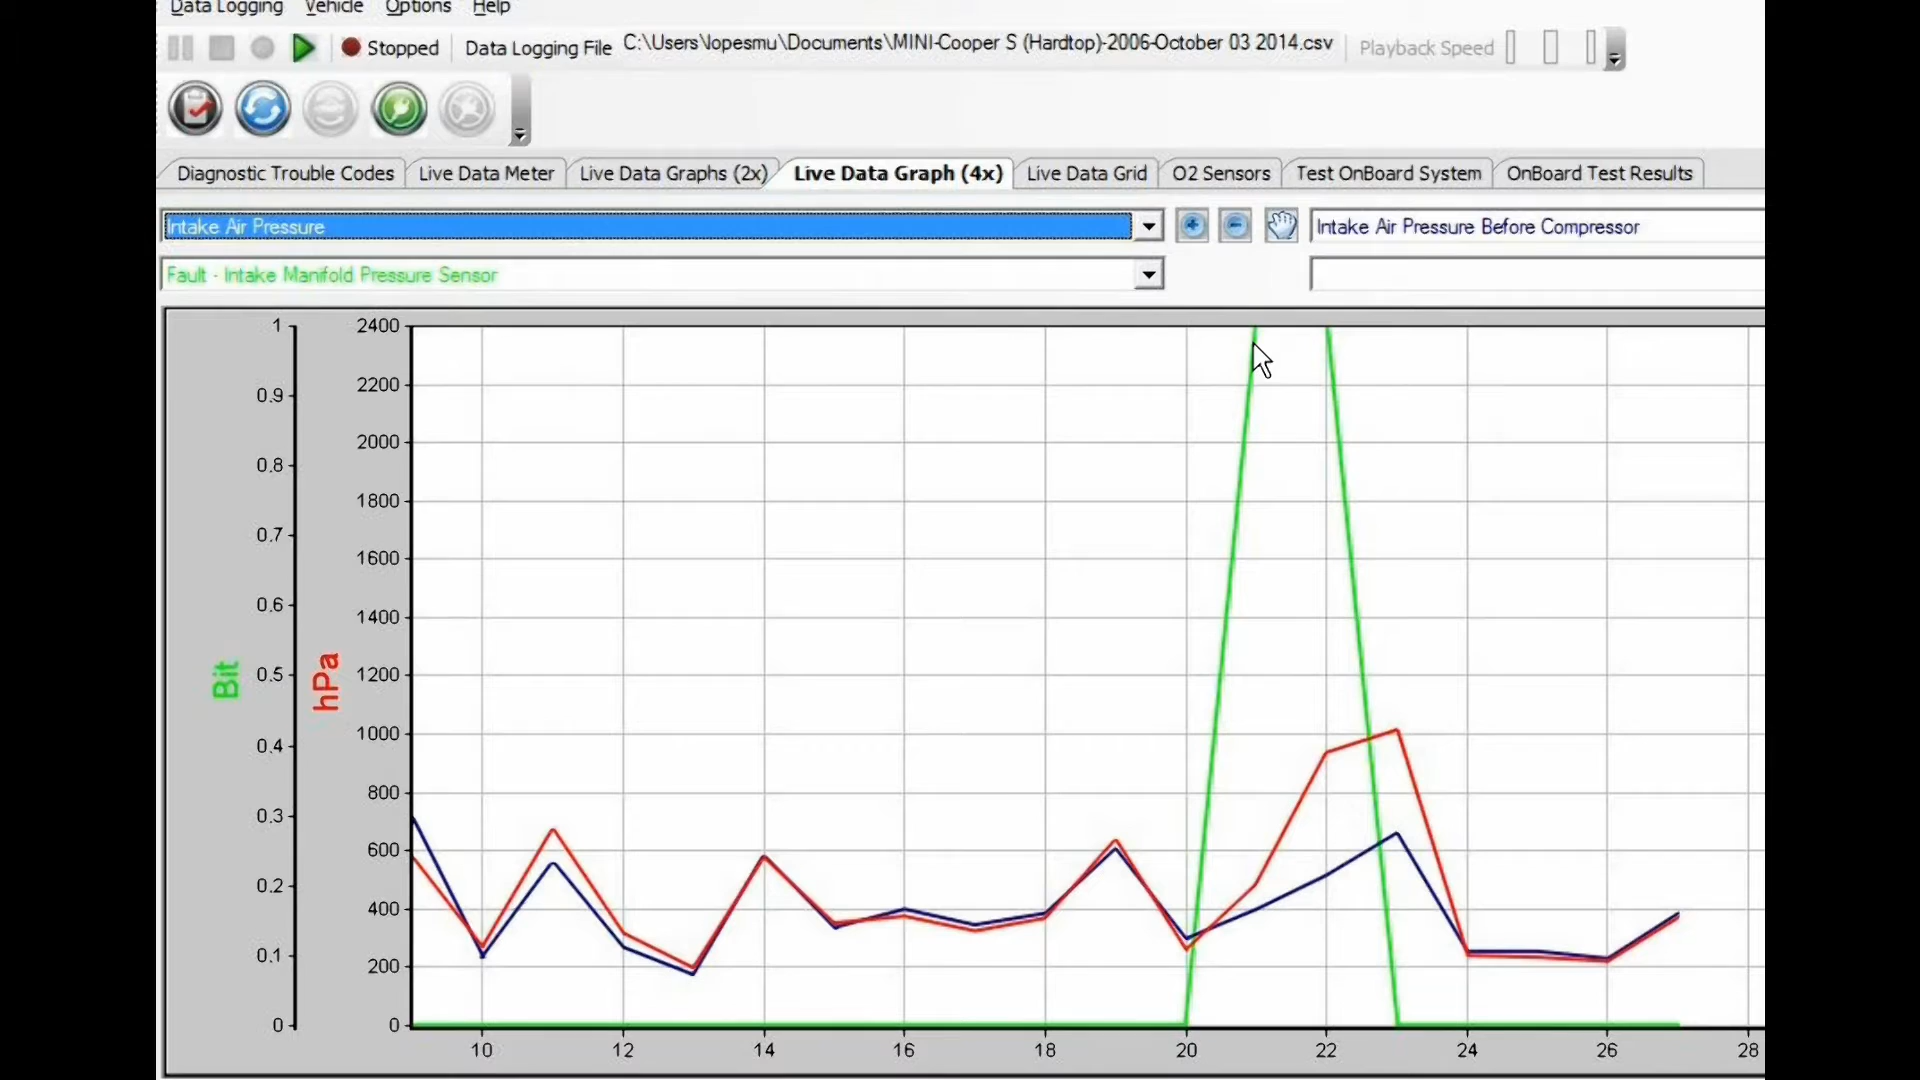 Data Logging Vehicle Options Help
Stopped Data Logging File C:\Users\lopesmu\Documents\MINI-Cooper S (Hardtop)-2006-October 03 2014.csv Playback Speed
Diagnostic Trouble Codes Live Data Meter Live Data Graphs (2x) Live Data Graph (4x) Live Data Grid O2 Sensors Test OnBoard System OnBoard Test Results
Intake Air Pressure Intake Air Pressure Before Compressor
Fault - Intake Manifold Pressure Sensor
1 2400
2200
0.9
2000
0.8
1800
0.7
1600
0.6
1400
Bit 0.5 hPa 1200
1000
0.4
800
0.3
600
0.2
400
0.1
200
0 0
10 12 14 16 18 20 22 24 26 28